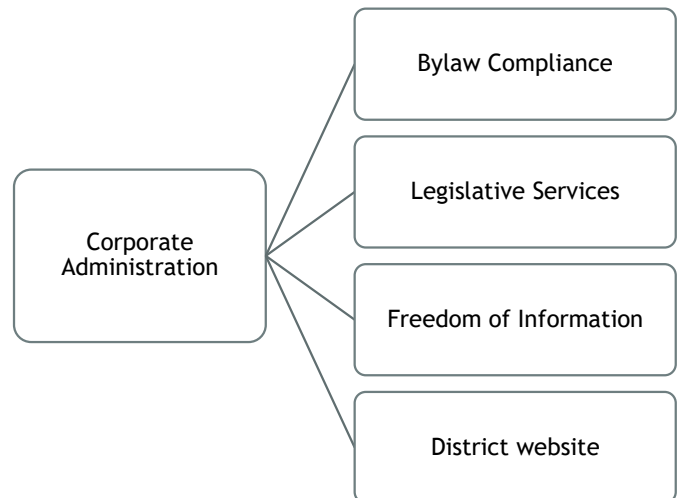 Bylaw Compliance
Legislative Services
Corporate
Administration
Freedom of Information
District website